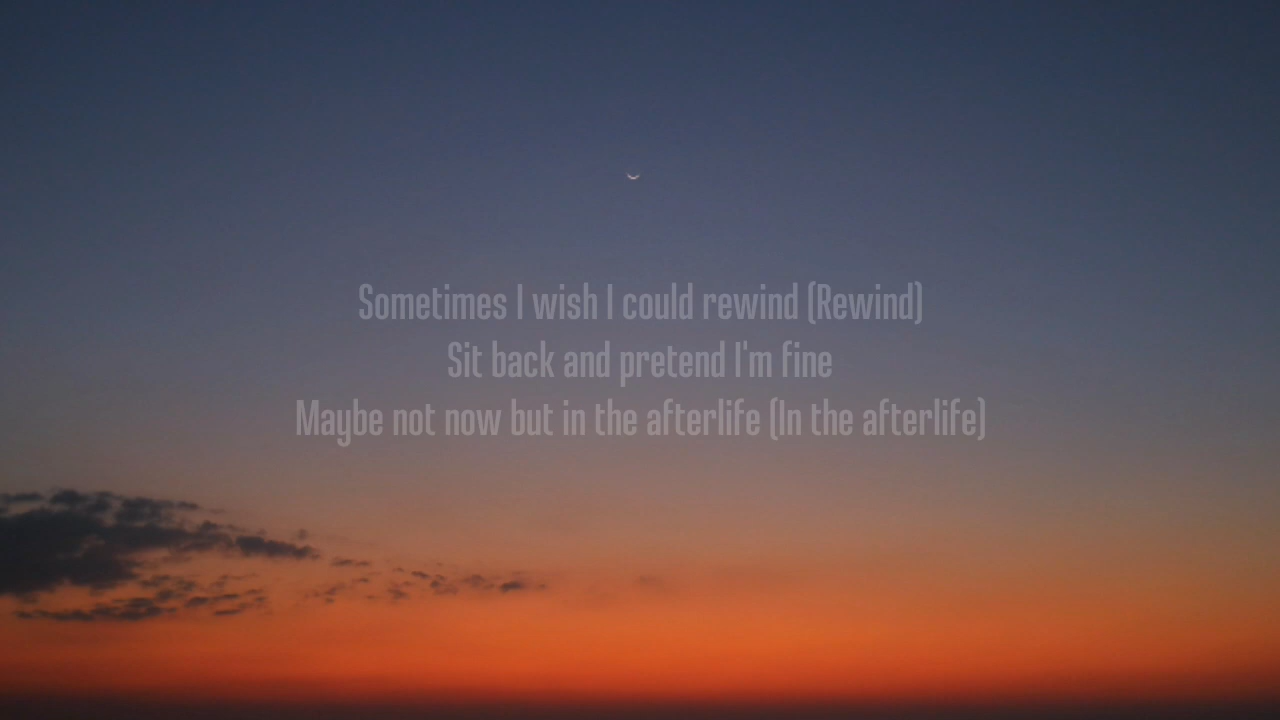 Sometimes I wish I could rewind (Rewind)
Sit back and pretend I'm fine
Maybe not now but in the afterlife (In the afterlife)